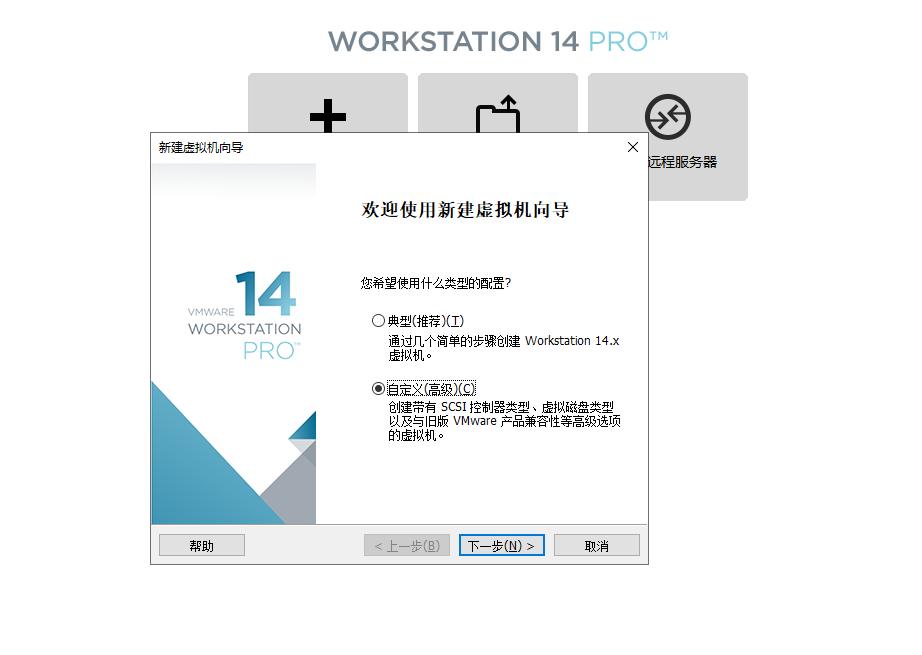 WORKSTATION 14 PRO™
远程服务器
新建虚拟机向导
欢迎使用新建虚拟机向导
14
VMWARE
WORKSTATION
PRO™
您希望使用什么类型的配置?
典型(推荐)(T)
通过几个简单的步骤创建 Workstation 14.x
虚拟机。
自定义(高级)(C)
创建带有 SCSI 控制器类型、虚拟磁盘类型
以及与旧版 VMware 产品兼容性等高级选项
的虚拟机。
帮助
< 上一步(B)
下一步(N) >
取消